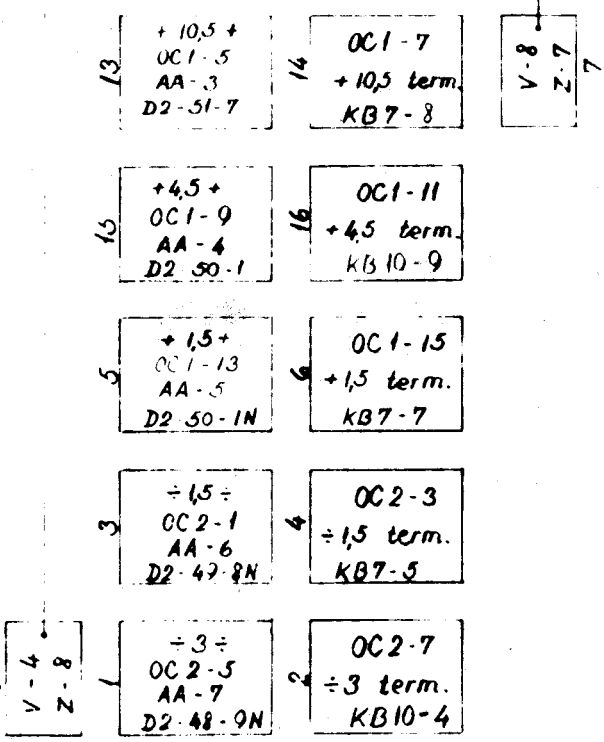 13
+ 10,5 +
OC1-5
AA-3
D2-51-7
14
OC1-7
+10,5 term.
KB7-8
V-8
Z-7
7
15
+4,5 +
OC1-9
AA-4
D2-50-1
16
OC1-11
+4,5 term.
KB10-9
5
+ 1,5 +
OC1-13
AA-5
D2-50-1N
6
OC1-15
+1,5 term.
KB7-7
3
÷ 1,5 ÷
OC2-1
AA-6
D2-49-8N
4
OC2-3
÷1,5 term.
KB7-5
V-4
Z-8
1
÷ 3 ÷
OC2-5
AA-7
D2-48-9N
2
OC2-7
÷3 term.
KB10-4